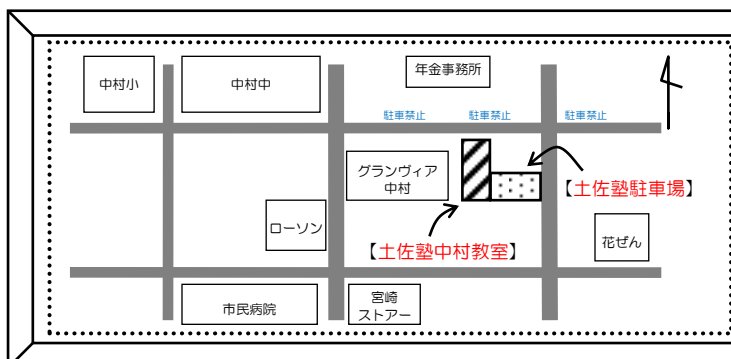 年金事務所
中村小
中村中
駐車禁止
駐車禁止
駐車禁止
グランヴィア
中村
【土佐塾駐車場】
ローソン
【土佐塾中村教室】
花ぜん
市民病院
宮崎
ストアー